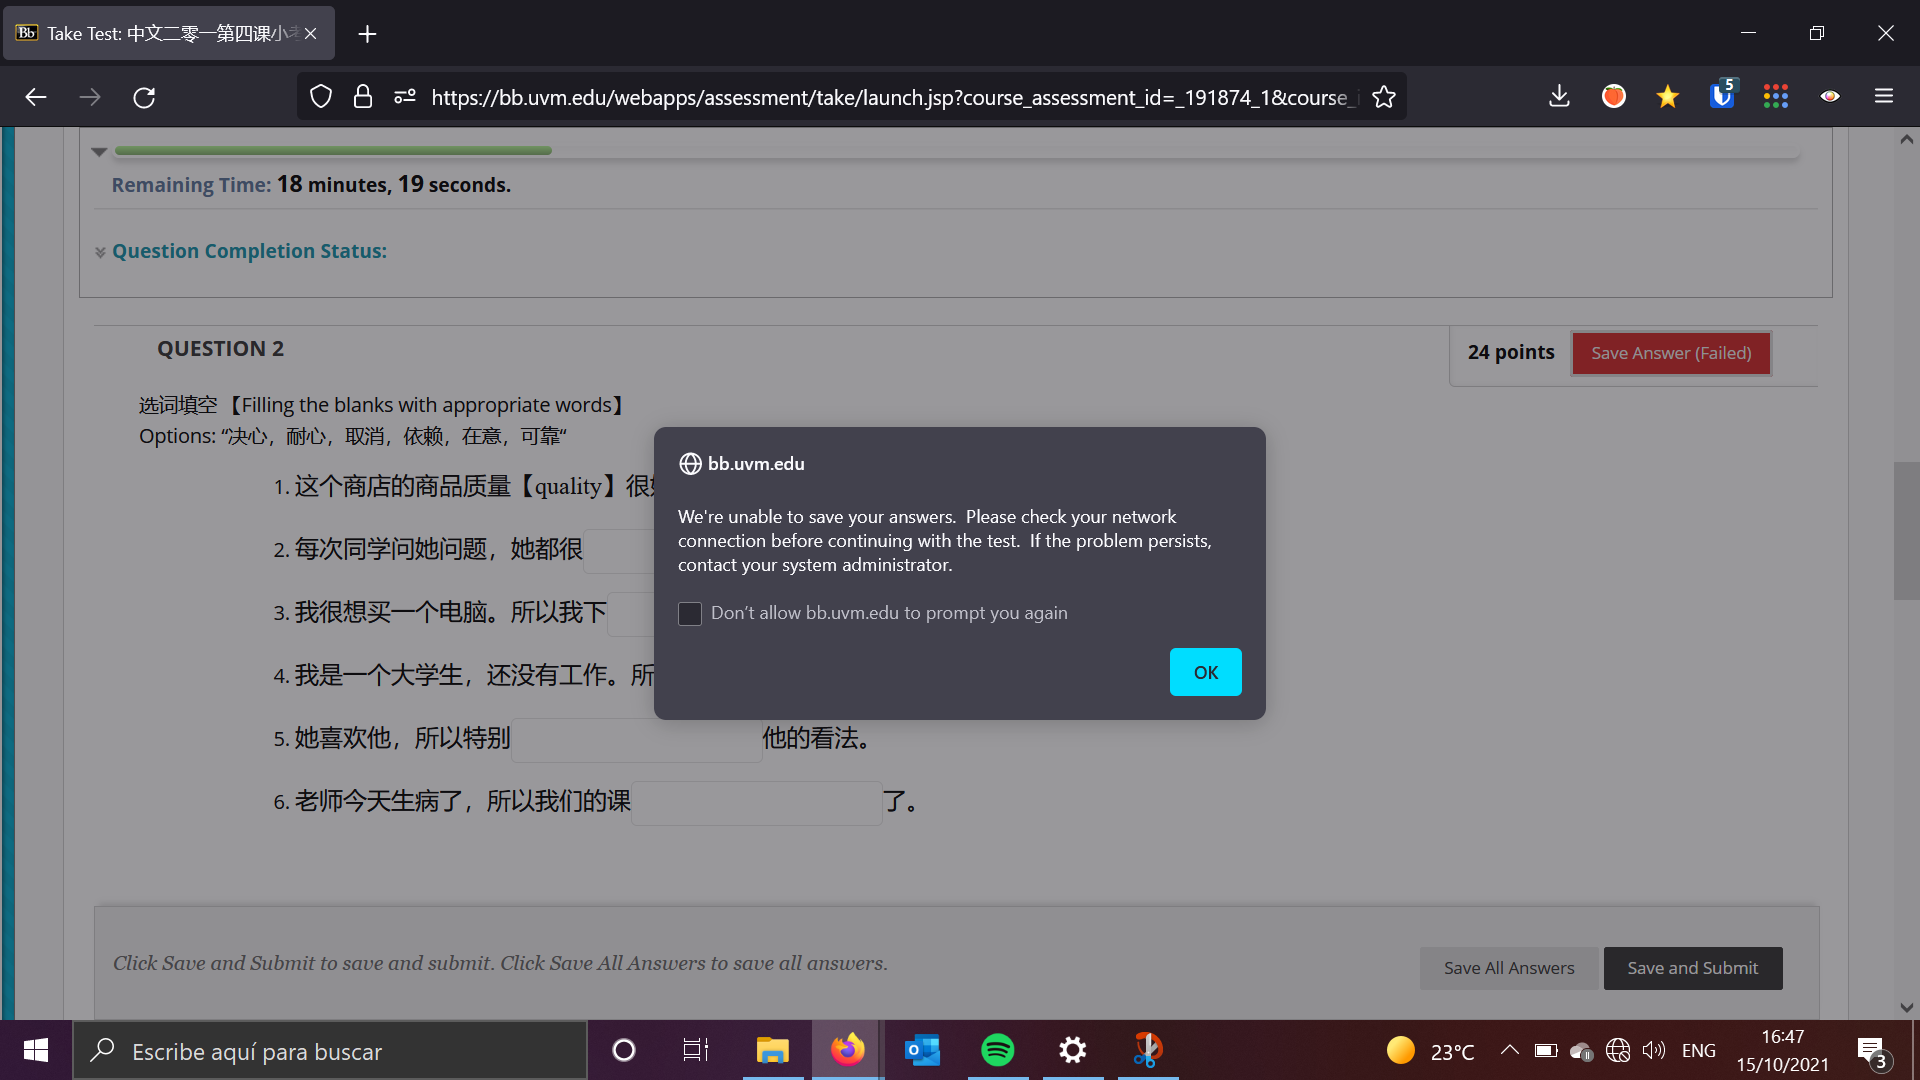 Take Test: 中文二零一第四课小
https://bb.uvm.edu/webapps/assessment/take/launch.jsp?course_assessment_id=_191874_1&course_
5
Remaining Time: 18 minutes, 19 seconds.
Question Completion Status:
QUESTION 2
24 points
Save Answer (Failed)
选词填空 【Filling the blanks with appropriate words】
Options: “决心，耐心，取消，依赖，在意，可靠“
1. 这个商店的商品质量【quality】很
2. 每次同学问她问题，她都很
3. 我很想买一个电脑。所以我下
4. 我是一个大学生，还没有工作。所
5. 她喜欢他，所以特别 他的看法。
6. 老师今天生病了，所以我们的课 了。
bb.uvm.edu
We're unable to save your answers. Please check your network
connection before continuing with the test. If the problem persists,
contact your system administrator.
Don’t allow bb.uvm.edu to prompt you again
OK
Click Save and Submit to save and submit. Click Save All Answers to save all answers.
Save All Answers
Save and Submit
Escribe aquí para buscar
23°C
ENG
16:47
15/10/2021
3